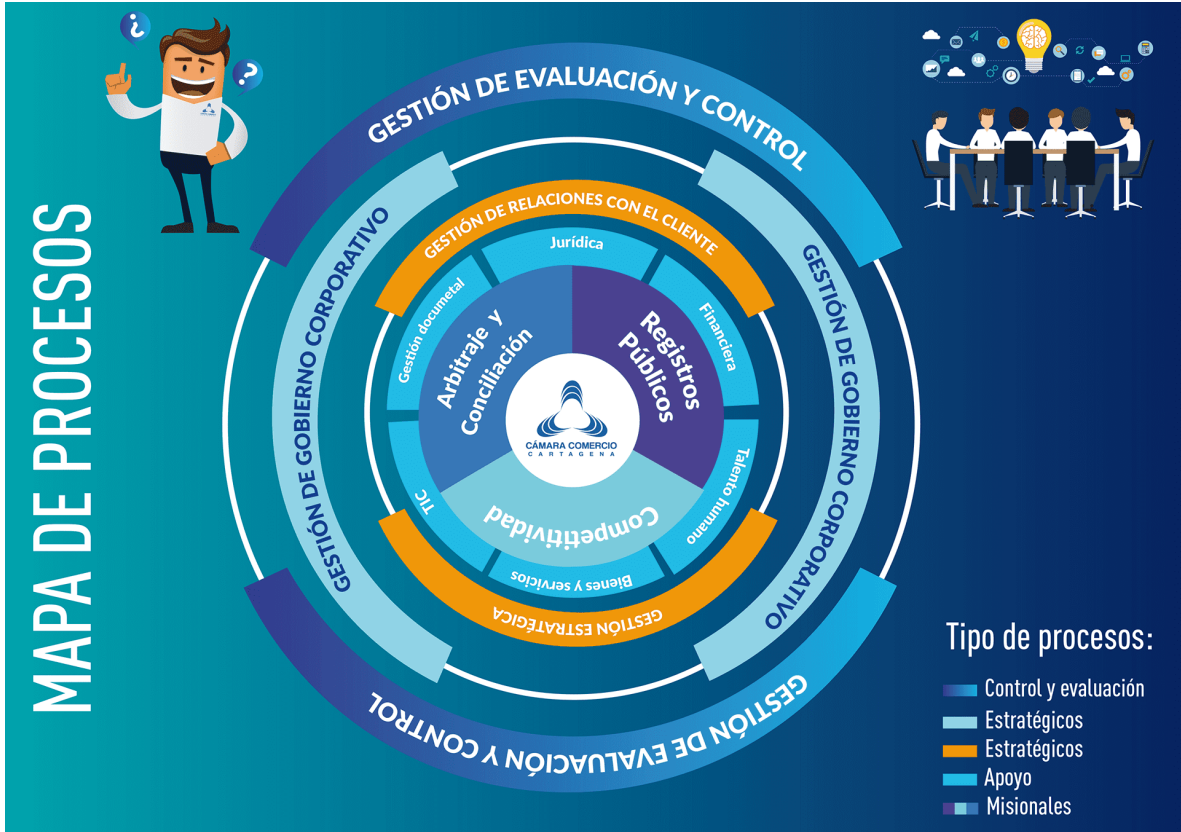 MAPA DE PROCESOS
¿
?
GESTIÓN DE EVALUACIÓN Y CONTROL
GESTIÓN DE GOBIERNO CORPORATIVO
GESTIÓN DE GOBIERNO CORPORATIVO
GESTIÓN DE RELACIONES CON EL CLIENTE
Jurídica
Gestión documetal
Financiera
Arbitraje y
Conciliación
Registros
Públicos
CÁMARA COMERCIO
CARTAGENA
TIC
Talento humano
Competitividad
Bienes y servicios
GESTIÓN ESTRATÉGICA
GESTIÓN DE EVALUACIÓN Y CONTROL
Tipo de procesos:
Control y evaluación
Estratégicos
Estratégicos
Apoyo
Misionales